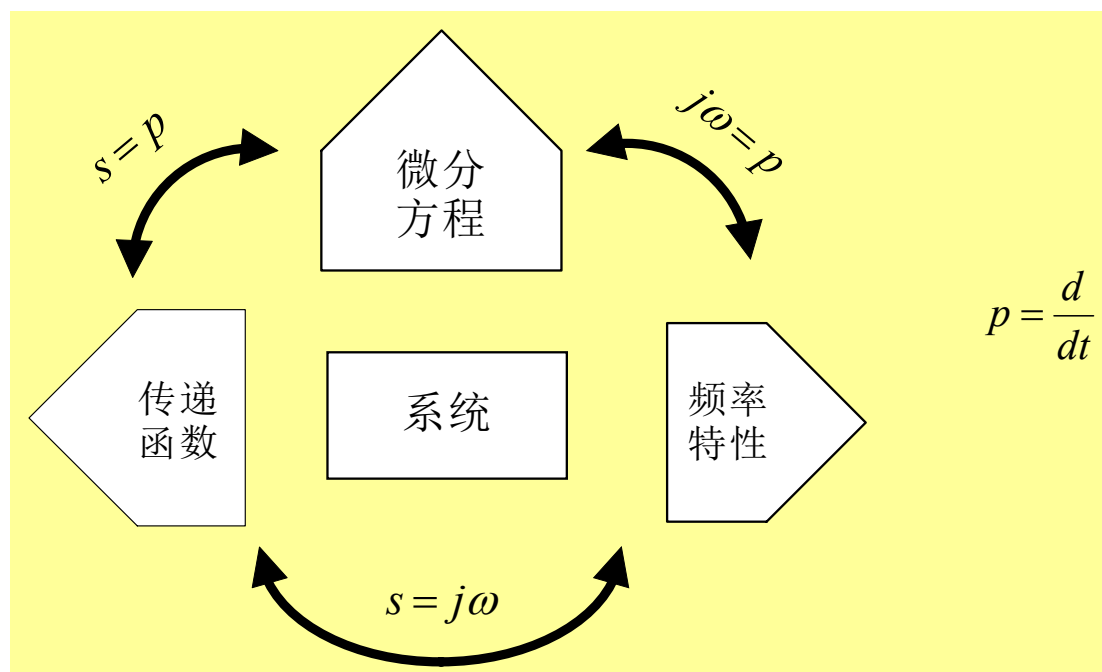 s = p
jω = p
微分
方程
p = d/dt
传递
函数
系统
频率
特性
s = jω